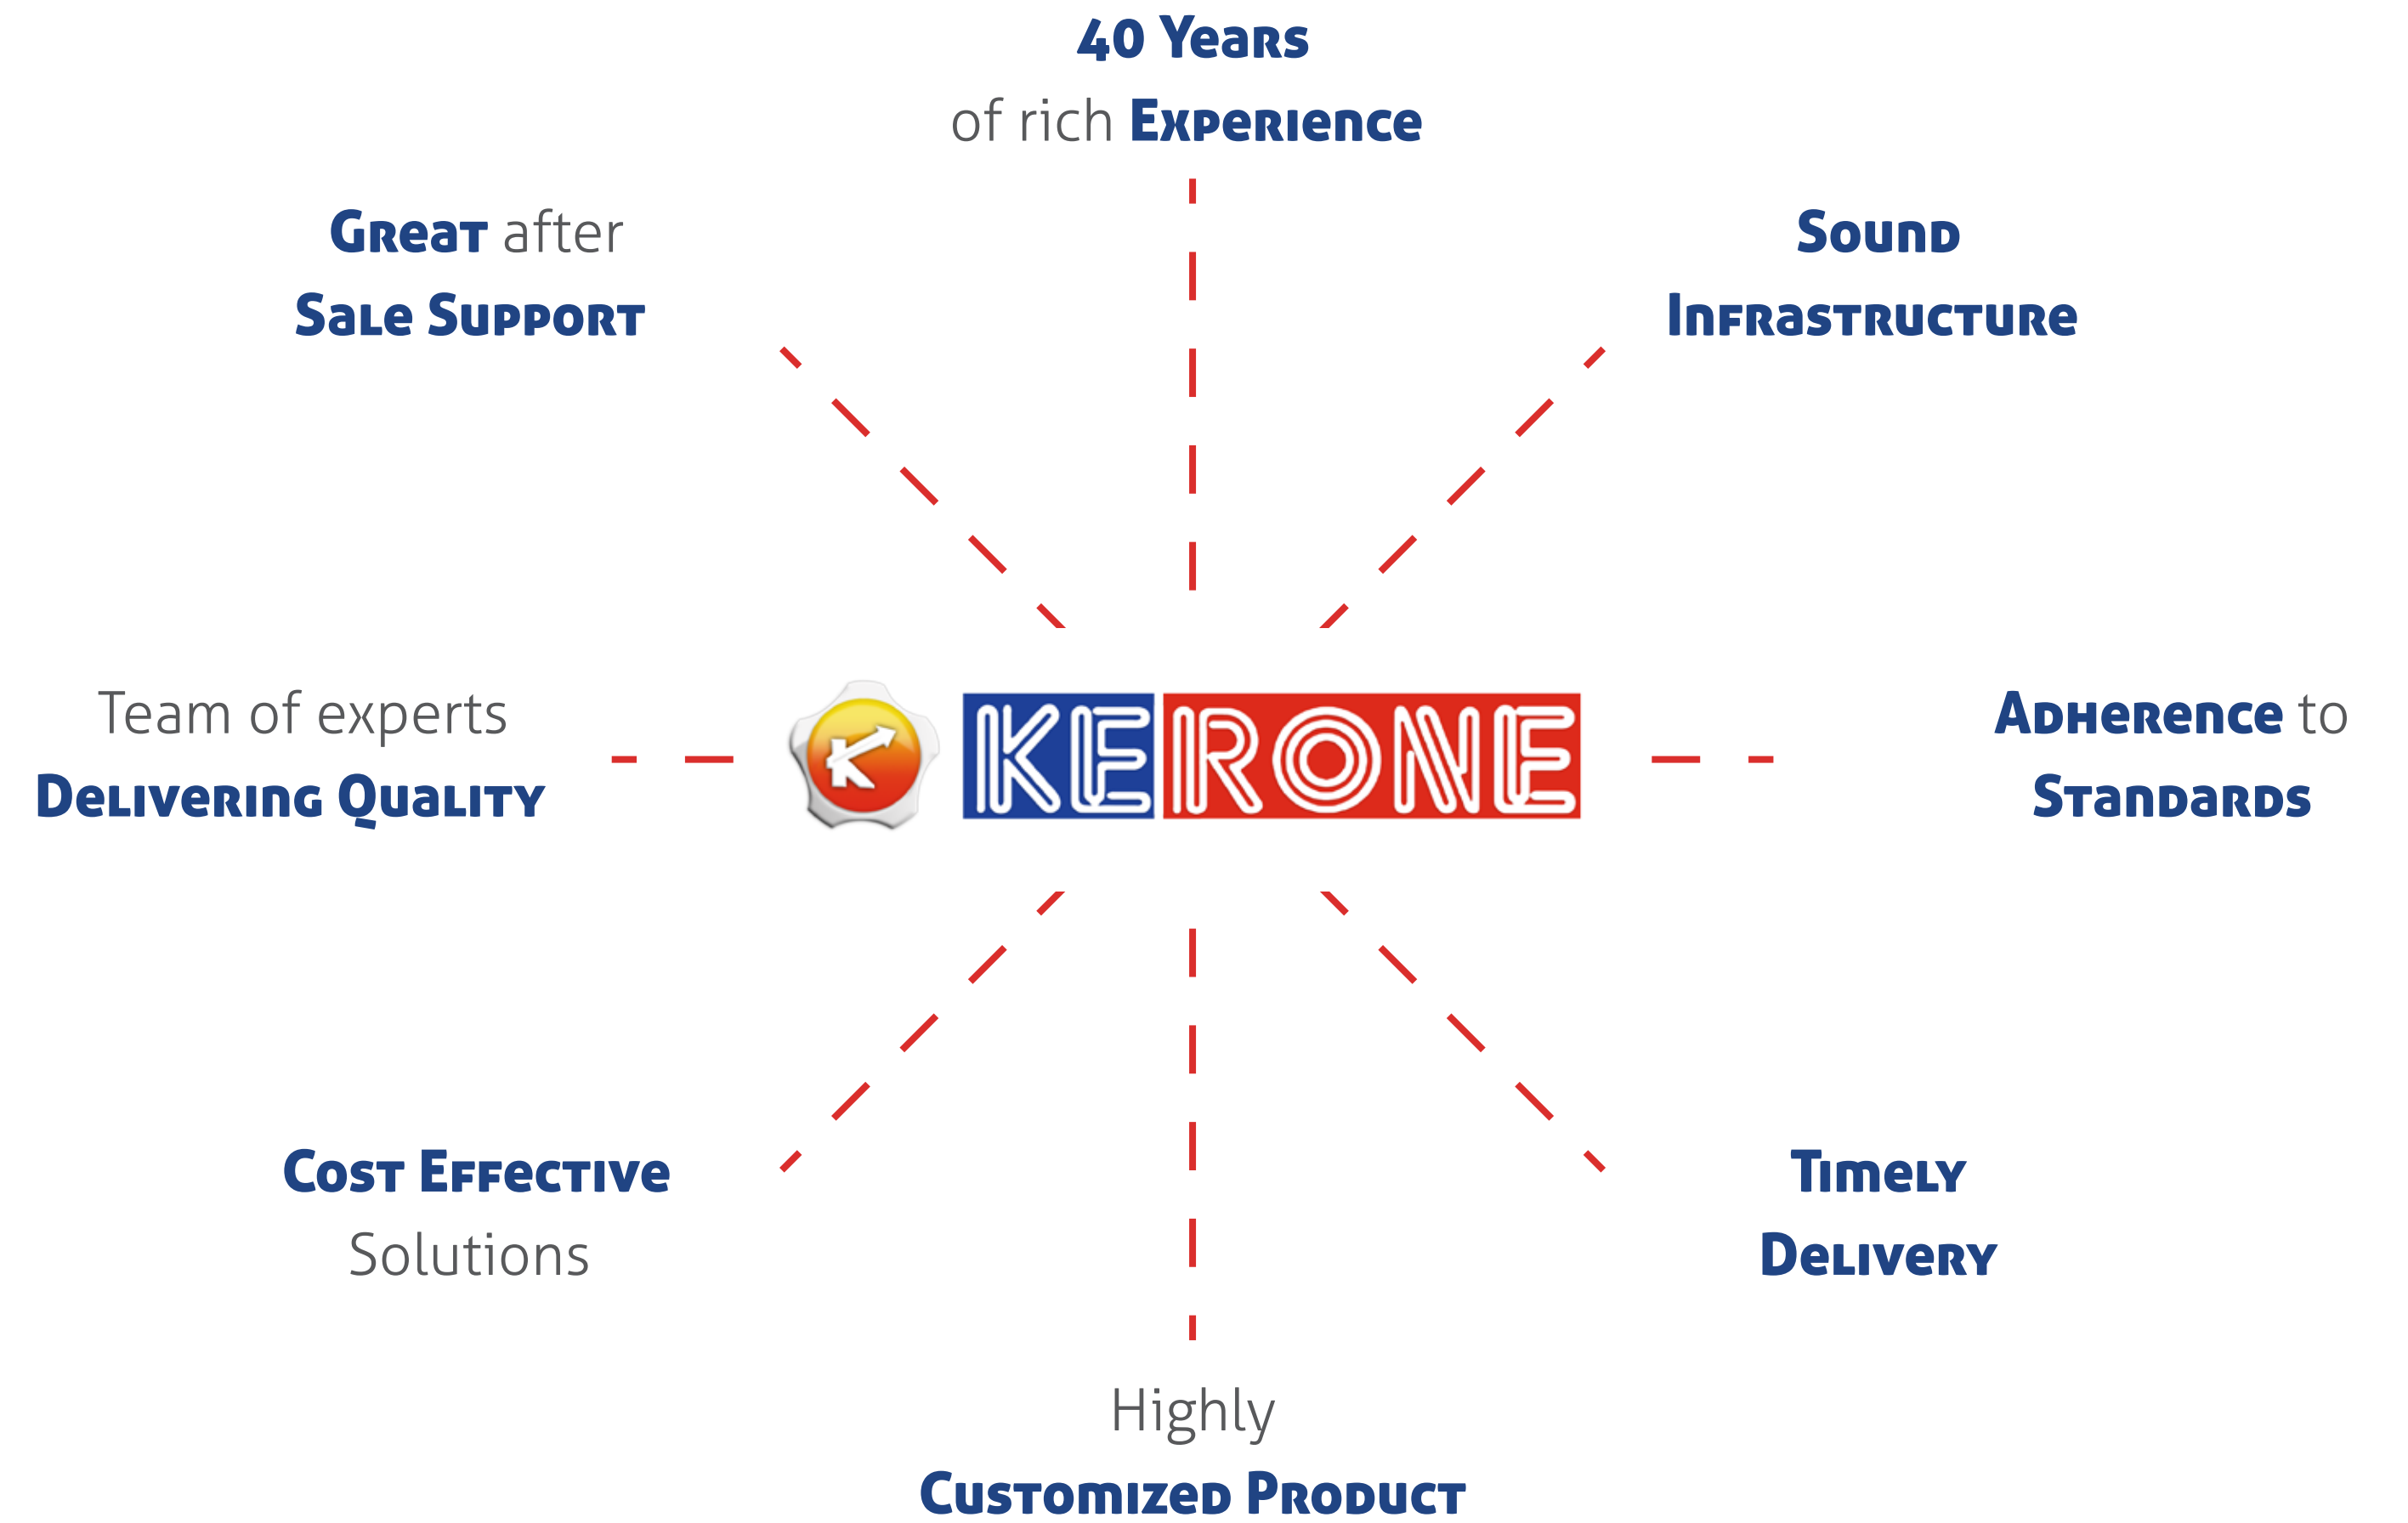 40 Years
of rich Experience
Great after
Sale Support
Sound
Infrastructure
Team of experts
Delivering Quality
K KERONE
Adherence to
Standards
Cost Effective
Solutions
Timely
Delivery
Highly
Customized Product